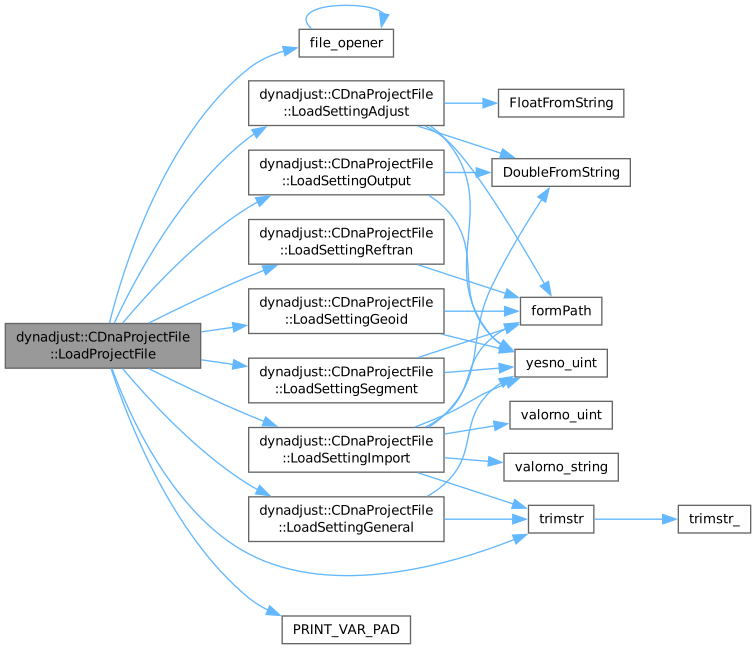 file_opener
dynadjust::CDnaProjectFile
::LoadSettingAdjust
FloatFromString
dynadjust::CDnaProjectFile
::LoadSettingOutput
DoubleFromString
dynadjust::CDnaProjectFile
::LoadSettingReftran
dynadjust::CDnaProjectFile
::LoadSettingGeoid
formPath
dynadjust::CDnaProjectFile
::LoadProjectFile
dynadjust::CDnaProjectFile
::LoadSettingSegment
yesno_uint
valorno_uint
dynadjust::CDnaProjectFile
::LoadSettingImport
valorno_string
dynadjust::CDnaProjectFile
::LoadSettingGeneral
trimstr
trimstr_
PRINT_VAR_PAD